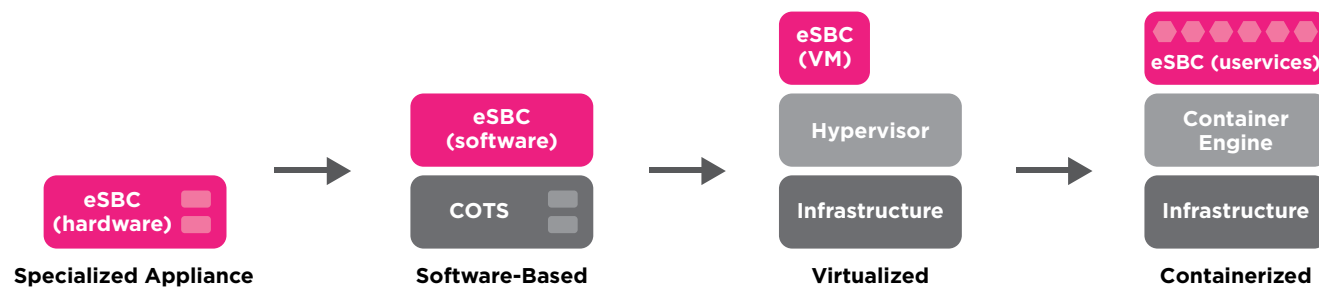 eSBC
(hardware)
Specialized Appliance
eSBC
(software)
COTS
Software-Based
eSBC
(VM)
Hypervisor
Infrastructure
Virtualized
eSBC (uservices)
Container
Engine
Infrastructure
Containerized